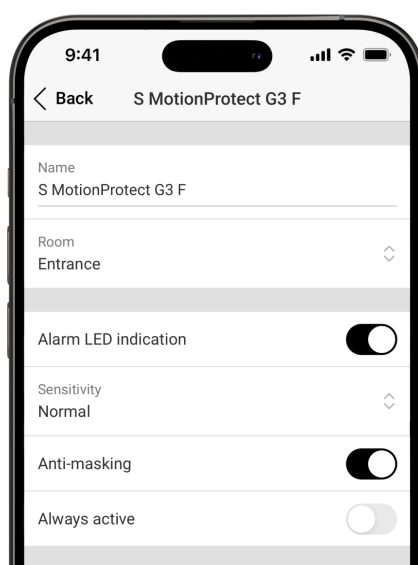 9:41
Back
S MotionProtect G3 F
Name
S MotionProtect G3 F
Room
Entrance
Alarm LED indication
Sensitivity
Normal
Anti-masking
Always active